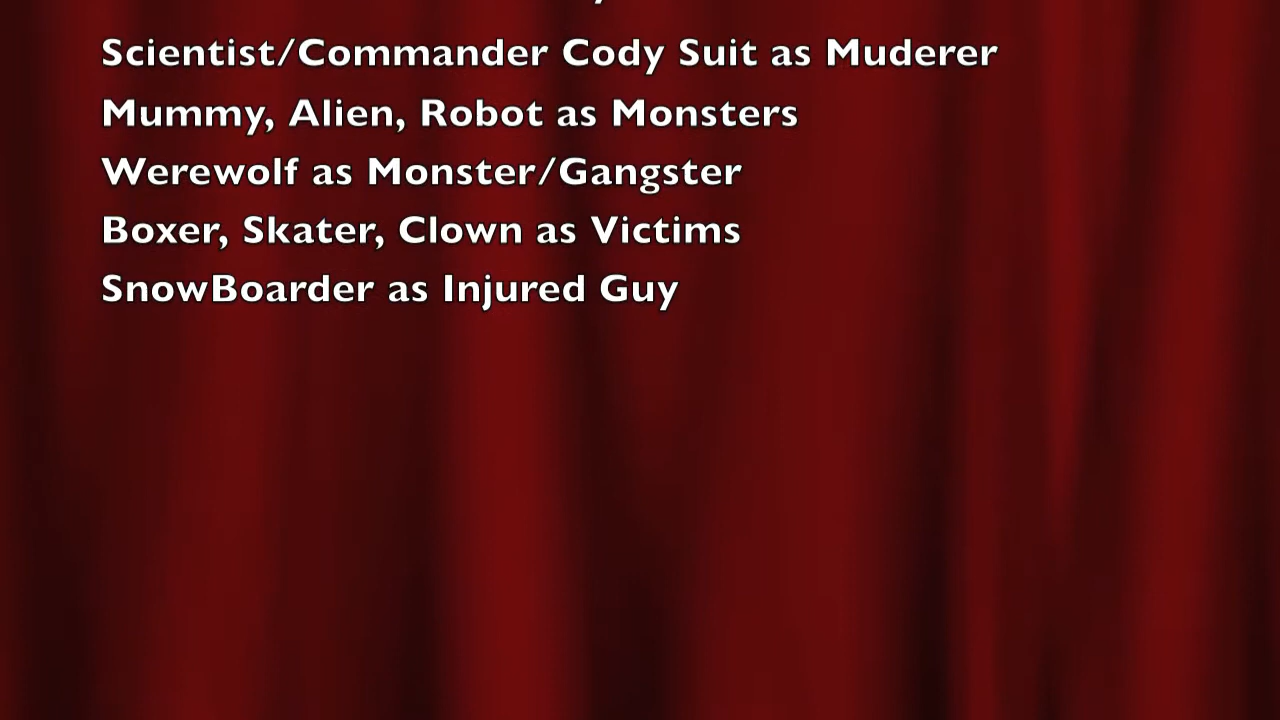 Scientist/Commander Cody Suit as Muderer
Mummy, Alien, Robot as Monsters
Werewolf as Monster/Gangster
Boxer, Skater, Clown as Victims
SnowBoarder as Injured Guy